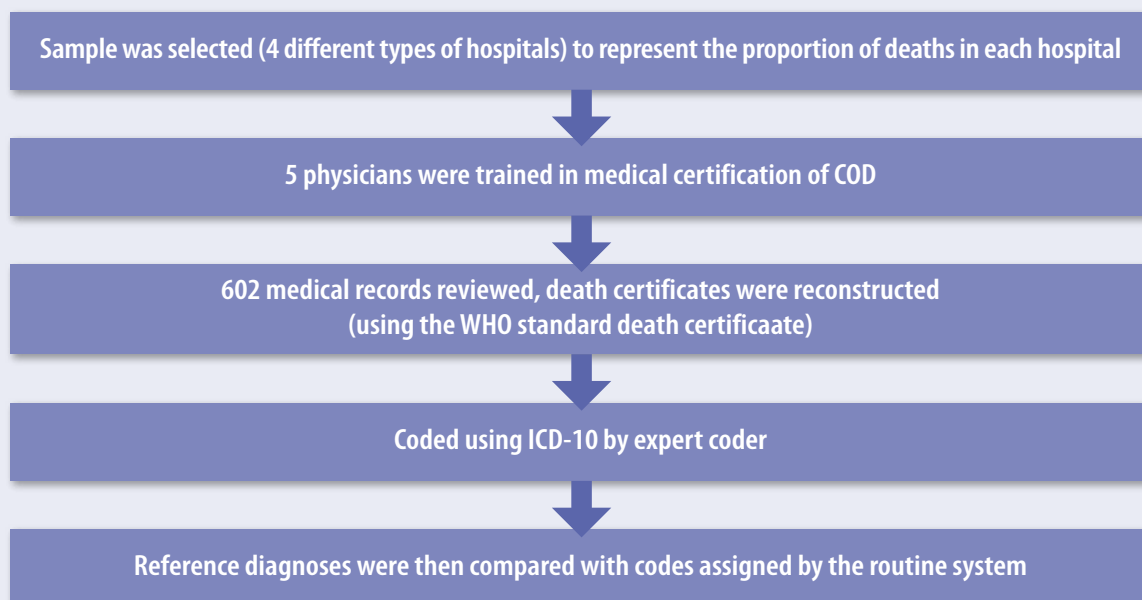 Sample was selected (4 different types of hospitals) to represent the proportion of deaths in each hospital
5 physicians were trained in medical certification of COD
602 medical records reviewed, death certificates were reconstructed
(using the WHO standard death certificaate)
Coded using ICD-10 by expert coder
Reference diagnoses were then compared with codes assigned by the routine system